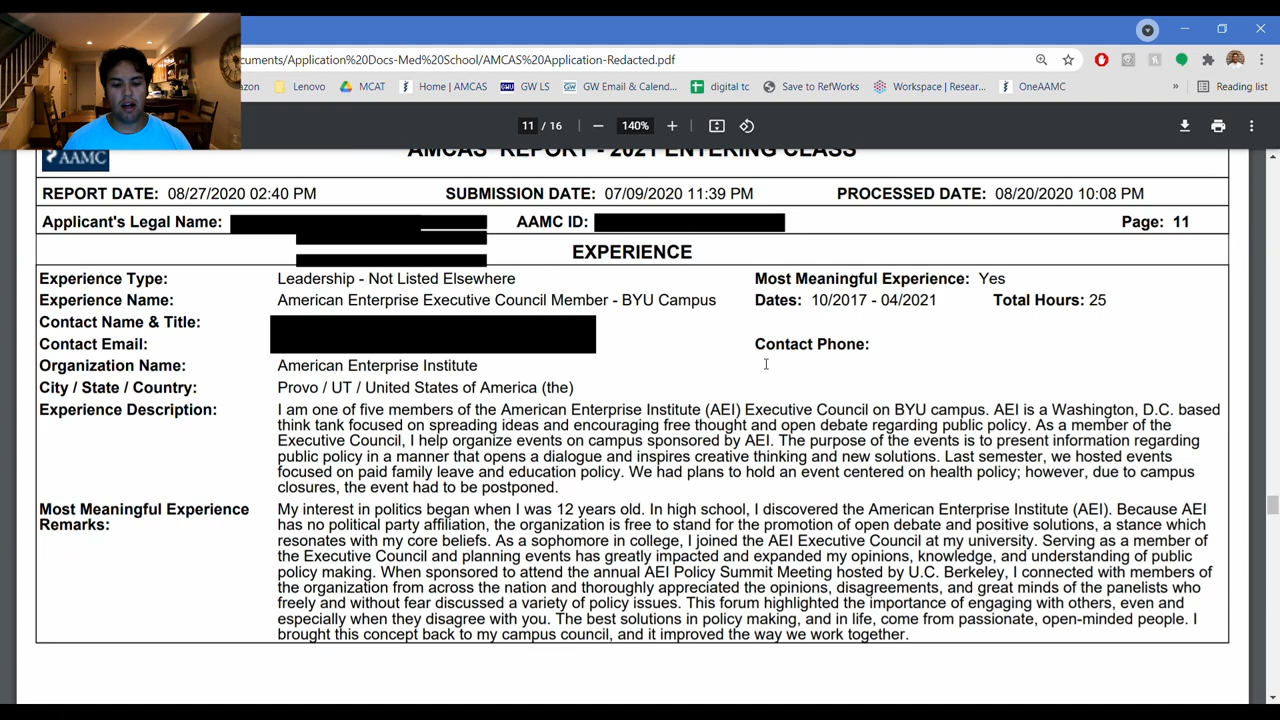 cuments/Application%20Docs-Med%20School/AMCAS%20Application-Redacted.pdf
azon Lenovo MCAT Home | AMCAS GW LS GW Email & Calend... digital tc Save to RefWorks Workspace | Resear... OneAAMC » Reading list
11 / 16 140%
AAMC AMCAS REPORT - 2021 ENTERING CLASS
REPORT DATE: 08/27/2020 02:40 PM SUBMISSION DATE: 07/09/2020 11:39 PM PROCESSED DATE: 08/20/2020 10:08 PM
Applicant's Legal Name: AAMC ID: Page: 11
EXPERIENCE
Experience Type: Leadership - Not Listed Elsewhere Most Meaningful Experience: Yes
Experience Name: American Enterprise Executive Council Member - BYU Campus Dates: 10/2017 - 04/2021 Total Hours: 25
Contact Name & Title:
Contact Email: Contact Phone:
Organization Name: American Enterprise Institute
City / State / Country: Provo / UT / United States of America (the)
Experience Description: I am one of five members of the American Enterprise Institute (AEI) Executive Council on BYU campus. AEI is a Washington, D.C. based
think tank focused on spreading ideas and encouraging free thought and open debate regarding public policy. As a member of the
Executive Council, I help organize events on campus sponsored by AEI. The purpose of the events is to present information regarding
public policy in a manner that opens a dialogue and inspires creative thinking and new solutions. Last semester, we hosted events
focused on paid family leave and education policy. We had plans to hold an event centered on health policy; however, due to campus
closures, the event had to be postponed.
Most Meaningful Experience My interest in politics began when I was 12 years old. In high school, I discovered the American Enterprise Institute (AEI). Because AEI
Remarks: has no political party affiliation, the organization is free to stand for the promotion of open debate and positive solutions, a stance which
resonates with my core beliefs. As a sophomore in college, I joined the AEI Executive Council at my university. Serving as a member of
the Executive Council and planning events has greatly impacted and expanded my opinions, knowledge, and understanding of public
policy making. When sponsored to attend the annual AEI Policy Summit Meeting hosted by U.C. Berkeley, I connected with members of
the organization from across the nation and thoroughly appreciated the opinions, disagreements, and great minds of the panelists who
freely and without fear discussed a variety of policy issues. This forum highlighted the importance of engaging with others, even and
especially when they disagree with you. The best solutions in policy making, and in life, come from passionate, open-minded people. I
brought this concept back to my campus council, and it improved the way we work together.